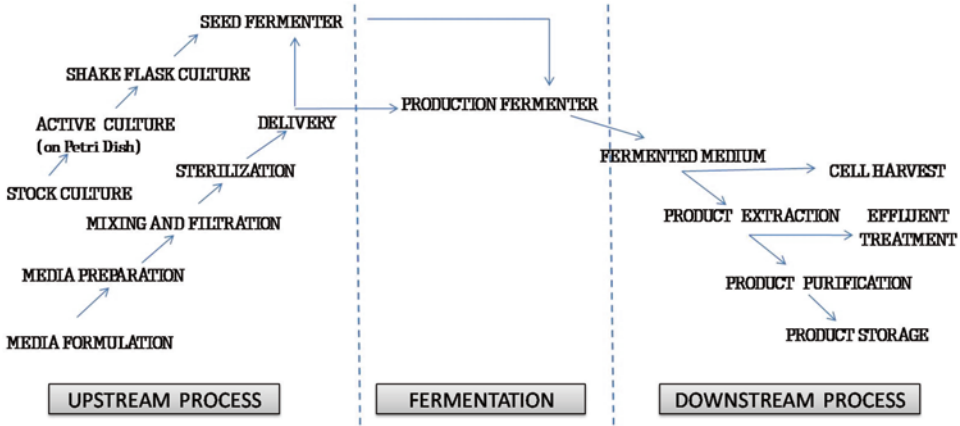 SEED FERMENTER
SHAKE FLASK CULTURE
ACTIVE CULTURE
(on Petri Dish)
STOCK CULTURE
DELIVERY
STERILIZATION
MIXING AND FILTRATION
MEDIA PREPARATION
MEDIA FORMULATION
PRODUCTION FERMENTER
FERMENTED MEDIUM
CELL HARVEST
PRODUCT EXTRACTION
EFFLUENT
TREATMENT
PRODUCT PURIFICATION
PRODUCT STORAGE
UPSTREAM PROCESS
FERMENTATION
DOWNSTREAM PROCESS